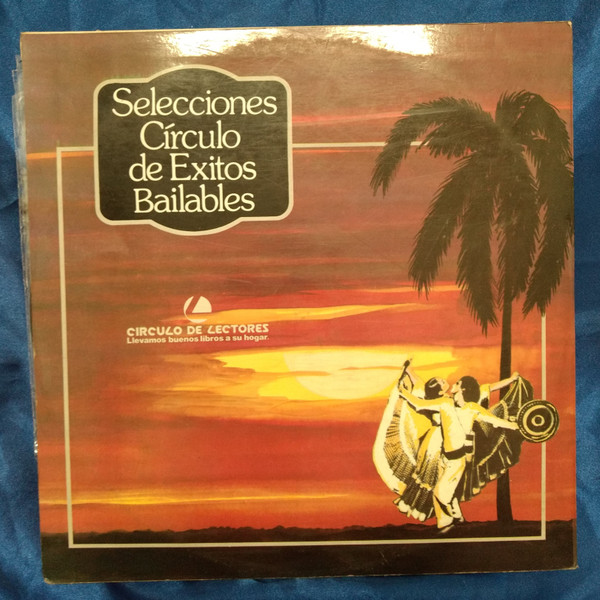 Selecciones
Círculo
de Exitos
Bailables
CIRCULO DE LECTORES
Llevamos buenos libros a su hogar.